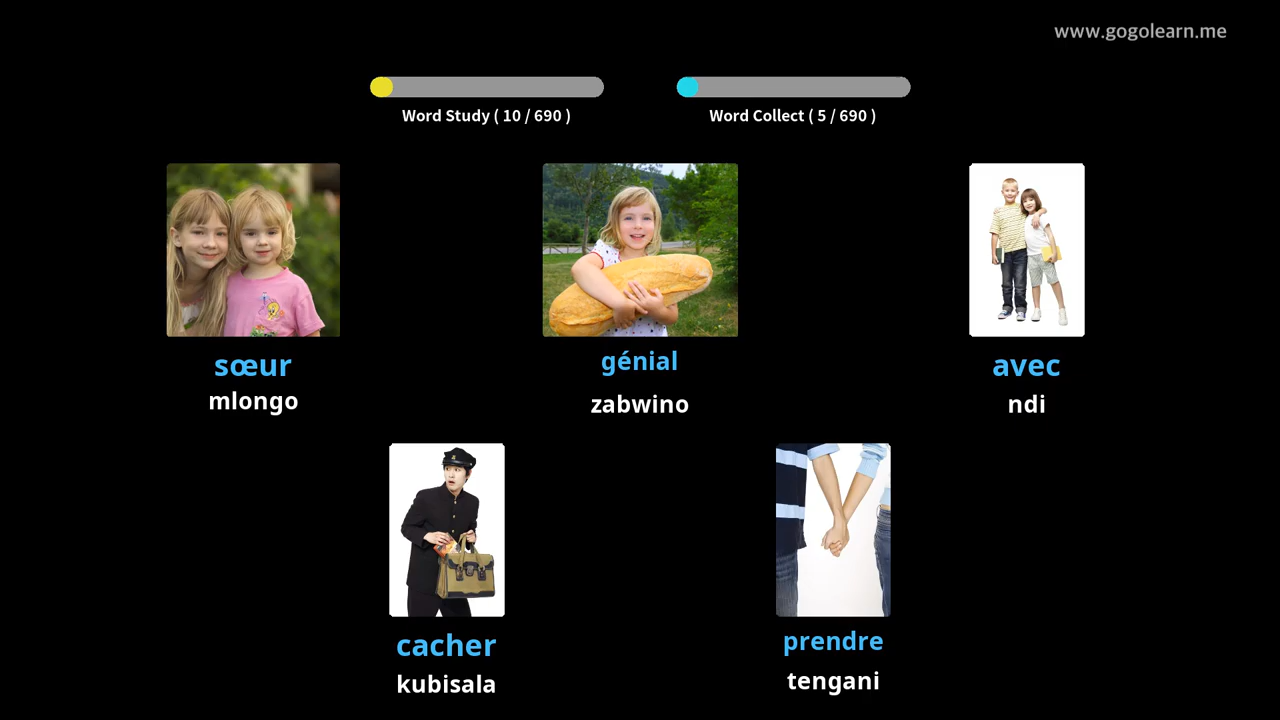 www.gogolearn.me
Word Study ( 10 / 690 )
Word Collect ( 5 / 690 )
sœur
mlongo
génial
zabwino
avec
ndi
cacher
kubisala
prendre
tengani